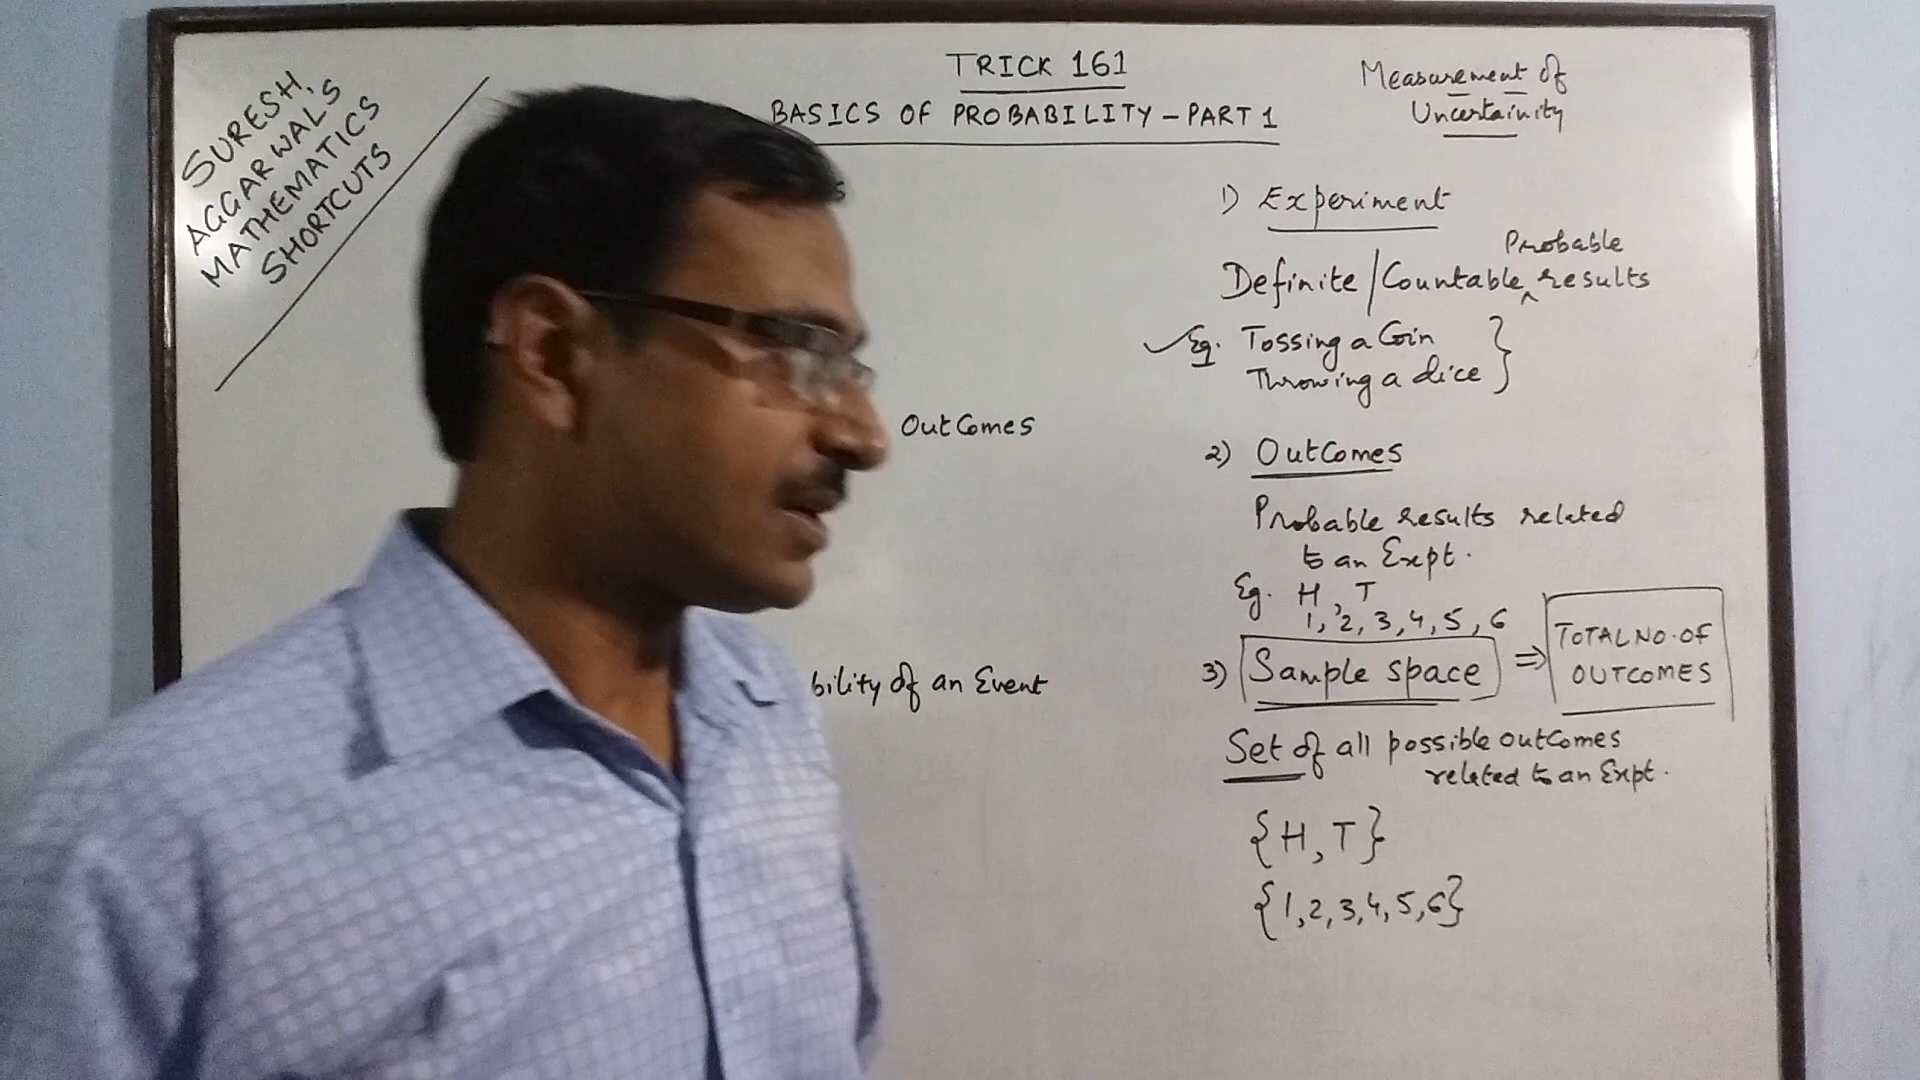 SURESH
AGGARWAL'S
MATHEMATICS
SHORTCUTS
TRICK 161
BASICS OF PROBABILITY - PART 1
Measurement of
Uncertainity
OutComes
bility of an Event
1) Experiment
Probable
Definite/Countable ^ results
Eg. Tossing a Coin
Throwing a dice }
2) OutComes
Probable results related
to an Expt.
Eg. H, T
1, 2, 3, 4, 5, 6
3) Sample space ⇒ TOTAL NO. OF
OUTCOMES
Set of all possible outComes
related to an Expt.
{H, T}
{1,2,3,4,5,6}